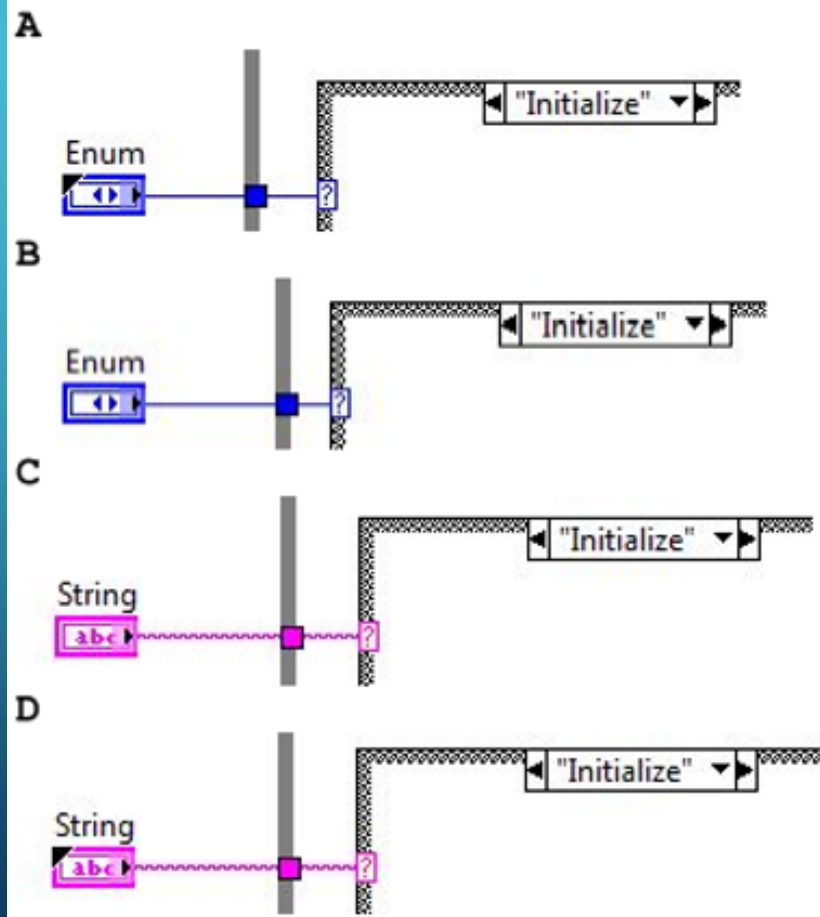 A
"Initialize"
Enum
?
B
"Initialize"
Enum
?
C
"Initialize"
String
abc
?
D
"Initialize"
String
abc
?